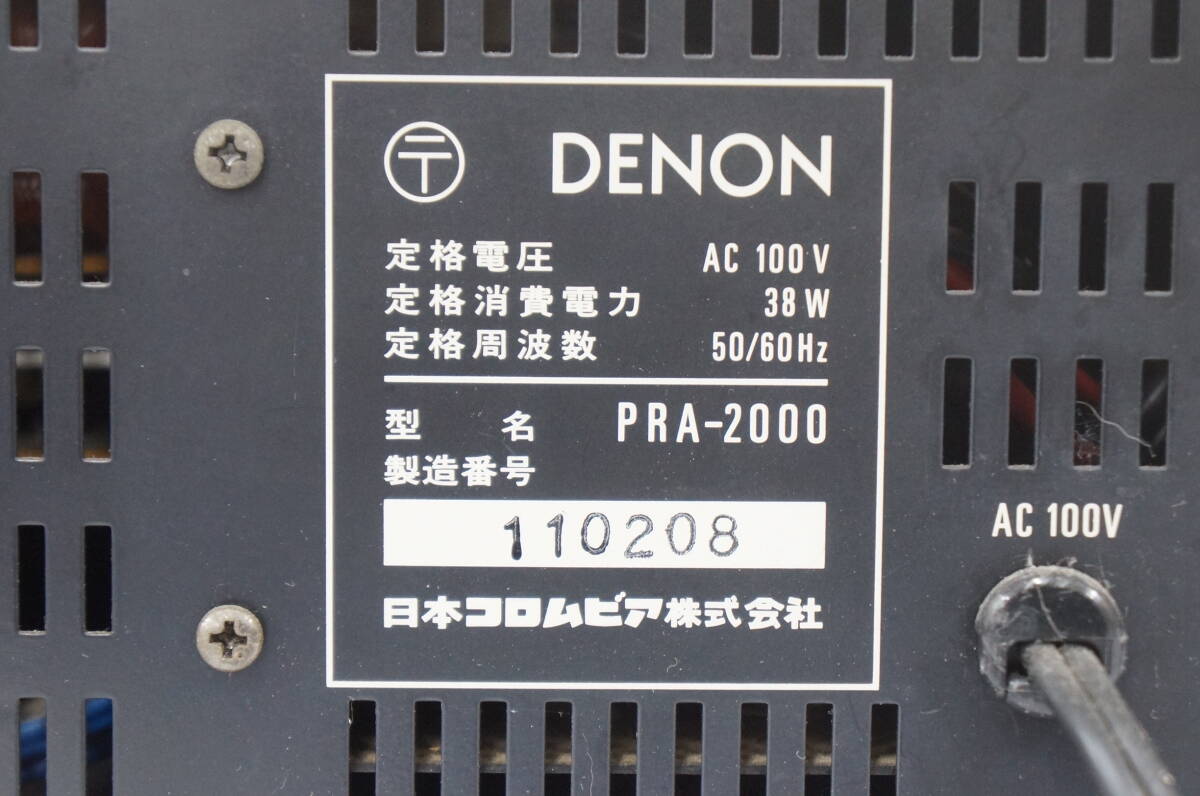 〒 DENON
定格電圧 AC 100 V
定格消費電力 38 W
定格周波数 50/60Hz
型 名 PRA-2000
製造番号
110208
日本コロムビア株式会社
AC 100V